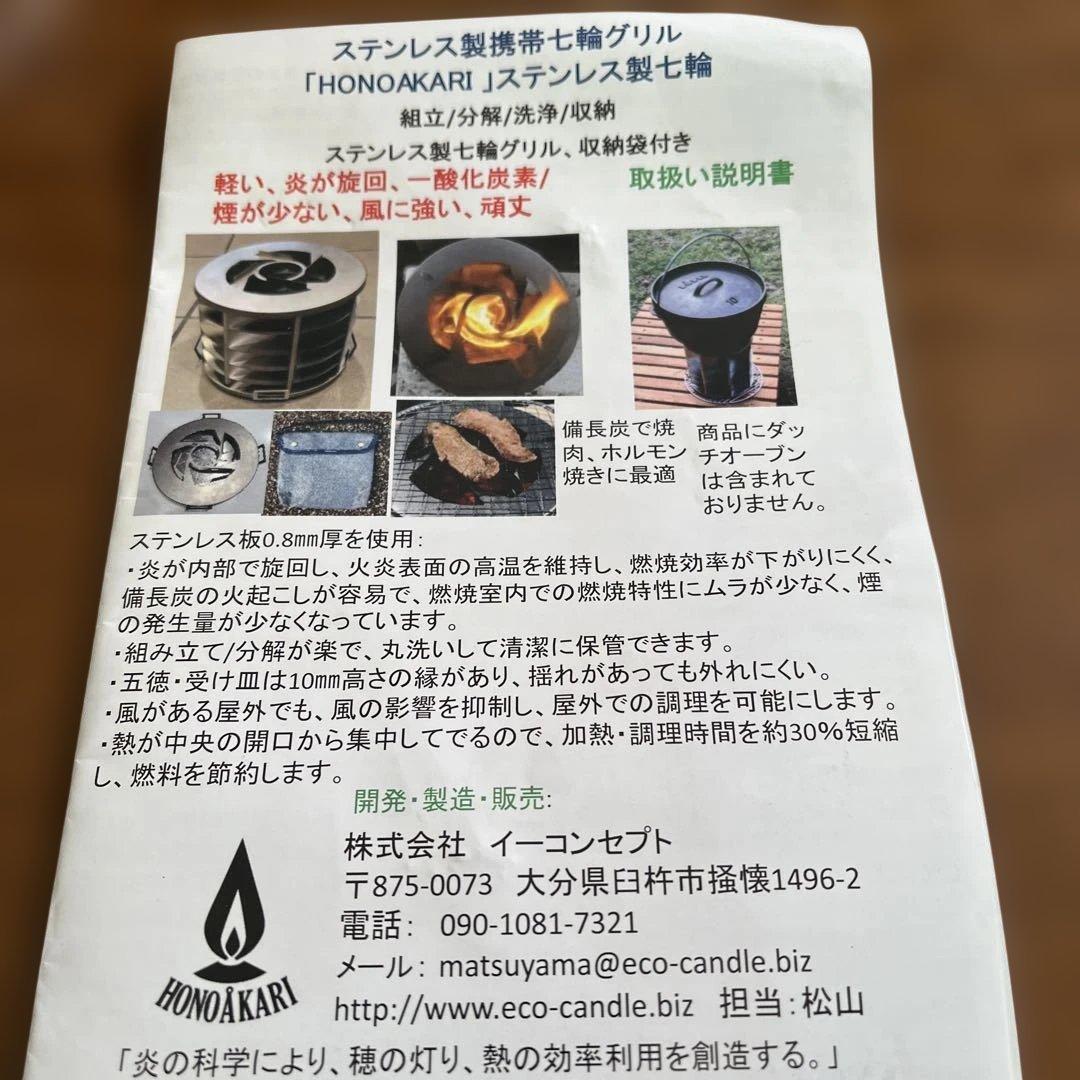 ステンレス製携帯七輪グリル
「HONOAKARI 」ステンレス製七輪
組立/分解/洗浄/収納
ステンレス製七輪グリル、収納袋付き
軽い、炎が旋回、一酸化炭素/
煙が少ない、風に強い、頑丈
取扱い説明書
備長炭で焼
肉、ホルモン
焼きに最適
商品にダッ
チオーブン
は含まれて
おりません。
ステンレス板0.8㎜厚を使用:
・炎が内部で旋回し、火炎表面の高温を維持し、燃焼効率が下がりにくく、
備長炭の火起こしが容易で、燃焼室内での燃焼特性にムラが少なく、煙
の発生量が少なくなっています。
・組み立て/分解が楽で、丸洗いして清潔に保管できます。
・五徳・受け皿は10㎜高さの縁があり、揺れがあっても外れにくい。
・風がある屋外でも、風の影響を抑制し、屋外での調理を可能にします。
・熱が中央の開口から集中してでるので、加熱・調理時間を約30%短縮
し、燃料を節約します。
開発・製造・販売:
株式会社 イーコンセプト
〒875-0073 大分県臼杵市掻懐1496-2
電話: 090-1081-7321
メール: matsuyama@eco-candle.biz
http://www.eco-candle.biz 担当:松山
HONOÅKARI
「炎の科学により、穂の灯り、熱の効率利用を創造する。」